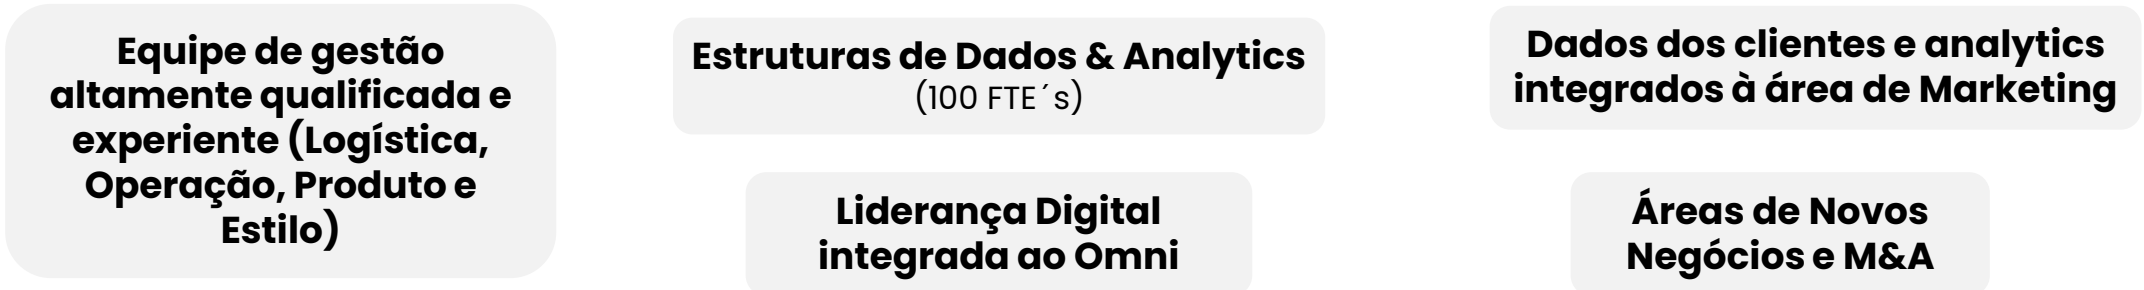 Equipe de gestão
altamente qualificada e
experiente (Logística,
Operação, Produto e
Estilo)
Estruturas de Dados & Analytics
(100 FTE´s)
Liderança Digital
integrada ao Omni
Dados dos clientes e analytics
integrados à área de Marketing
Áreas de Novos
Negócios e M&A